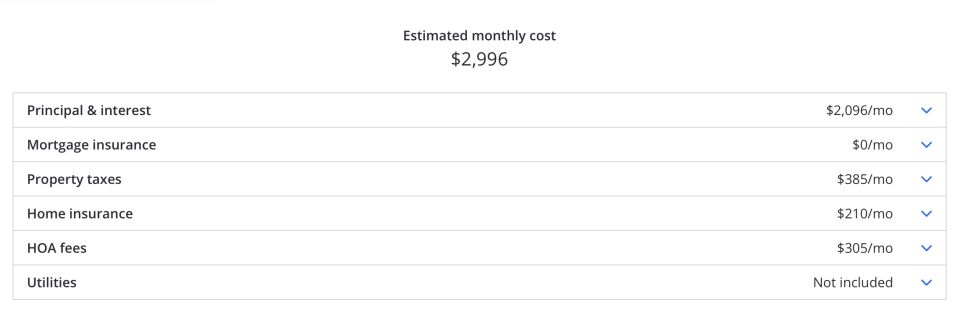 Estimated monthly cost
$2,996
Principal & interest $2,096/mo
Mortgage insurance $0/mo
Property taxes $385/mo
Home insurance $210/mo
HOA fees $305/mo
Utilities Not included